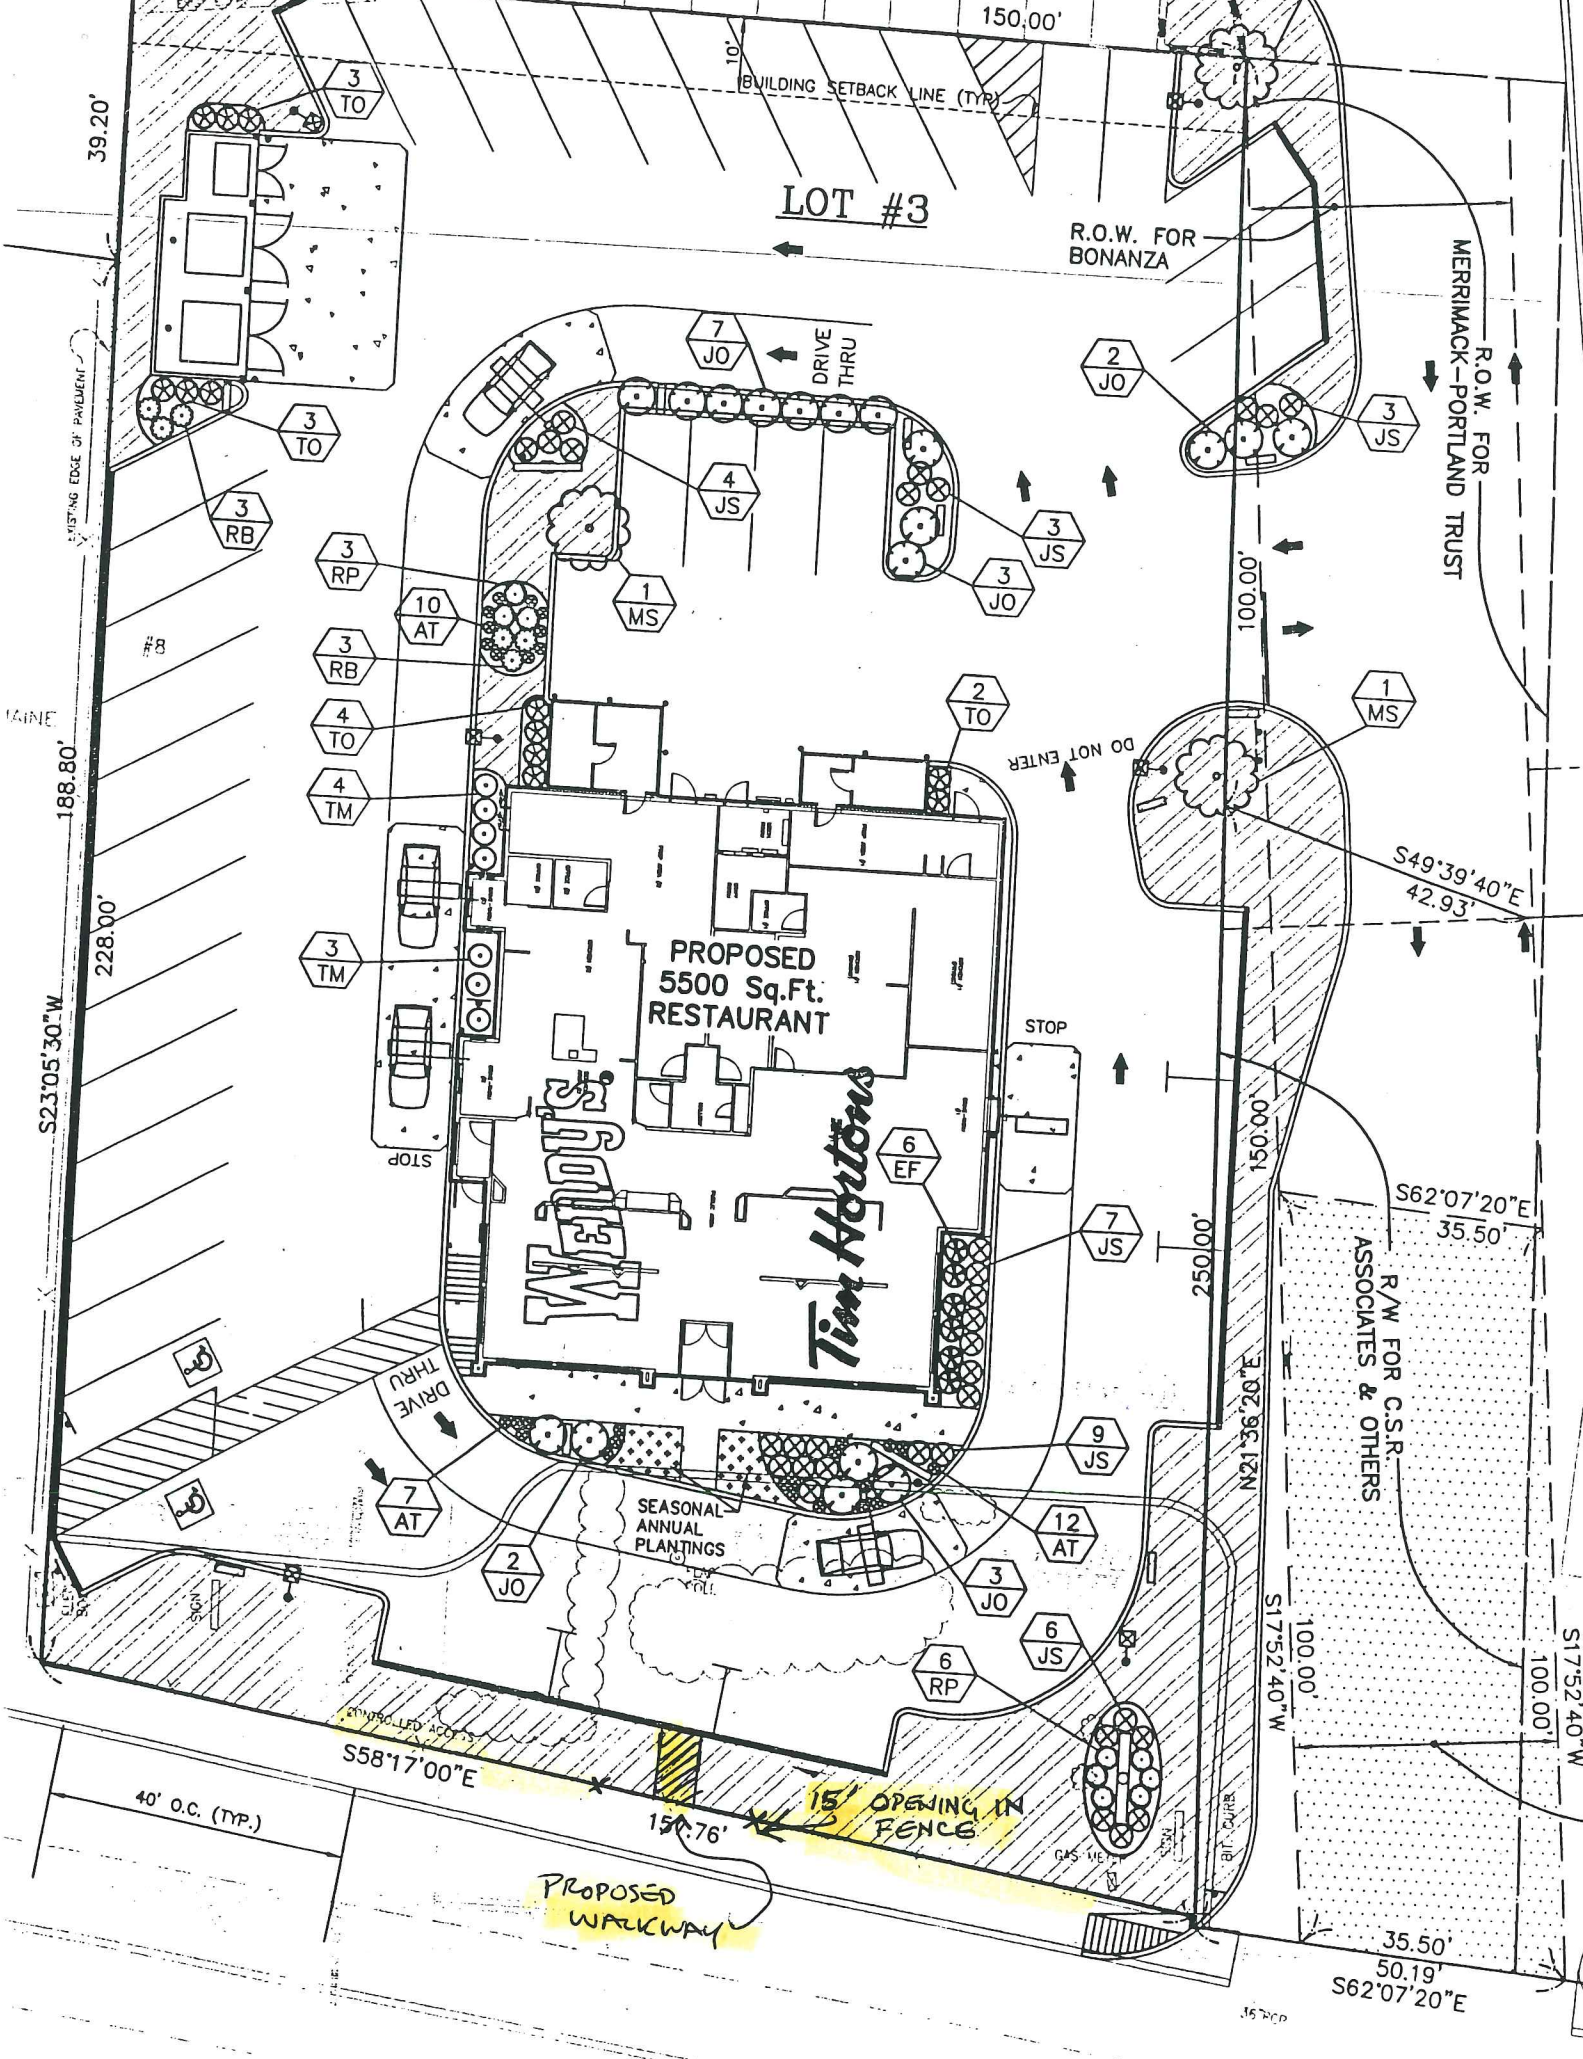 150.00'
10'
BUILDING SETBACK LINE (TYP)
3
TO
39.20'
LOT #3
R.O.W. FOR
BONANZA
R.O.W. FOR
MERRIMACK-PORTLAND TRUST
7
JO
DRIVE
THRU
2
JO
3
JS
3
TO
EXISTING EDGE OF PAVEMENT
3
RB
4
JS
3
JS
3
JO
3
RP
10
AT
1
MS
3
RB
100.00'
#8
4
TO
2
TO
1
MS
DO NOT ENTER
188.80'
4
TM
S49°39'40"E
42.93'
228.00'
3
TM
PROPOSED
5500 Sq.Ft.
RESTAURANT
STOP
S23°05'30"W
STOP
Wendy's
Tim Hortons
6
EF
150.00'
7
JS
S62°07'20"E
35.50'
250.00'
R/W FOR C.S.R.
ASSOCIATES & OTHERS
N21°36'20"E
DRIVE
THRU
9
JS
7
AT
SEASONAL
ANNUAL
PLANTINGS
12
AT
2
JO
3
JO
SIGN
6
JS
6
RP
S17°52'40"W
100.00'
S17°52'40"W
100.00'
CONTROLLED ACCESS
S58°17'00"E
40' O.C. (TYP.)
15' OPENING IN
FENCE
PROPOSED
WALKWAY
BIT CURB
35.50'
50.19'
S62°07'20"E